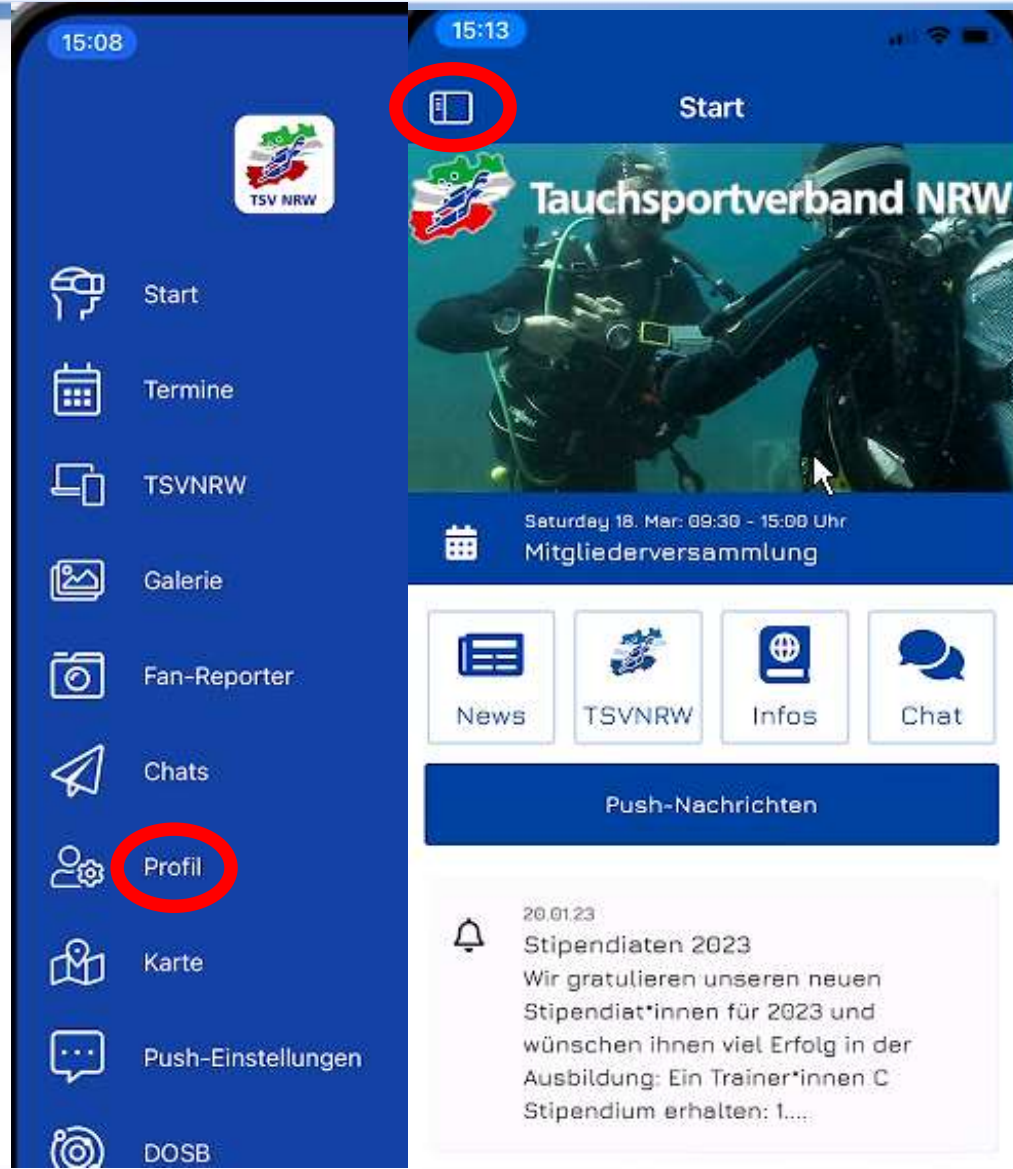 15:08
TSV NRW
Start
Termine
TSVNRW
Galerie
Fan-Reporter
Chats
Profil
Karte
Push-Einstellungen
DOSB
15:13
Start
Tauchsportverband NRW
Saturday 18. Mar: 09:30 - 15:00 Uhr
Mitgliederversammlung
News
TSVNRW
Infos
Chat
Push-Nachrichten
20.01.23
Stipendiaten 2023
Wir gratulieren unseren neuen
Stipendiat*innen für 2023 und
wünschen ihnen viel Erfolg in der
Ausbildung: Ein Trainer*innen C
Stipendium erhalten: 1....